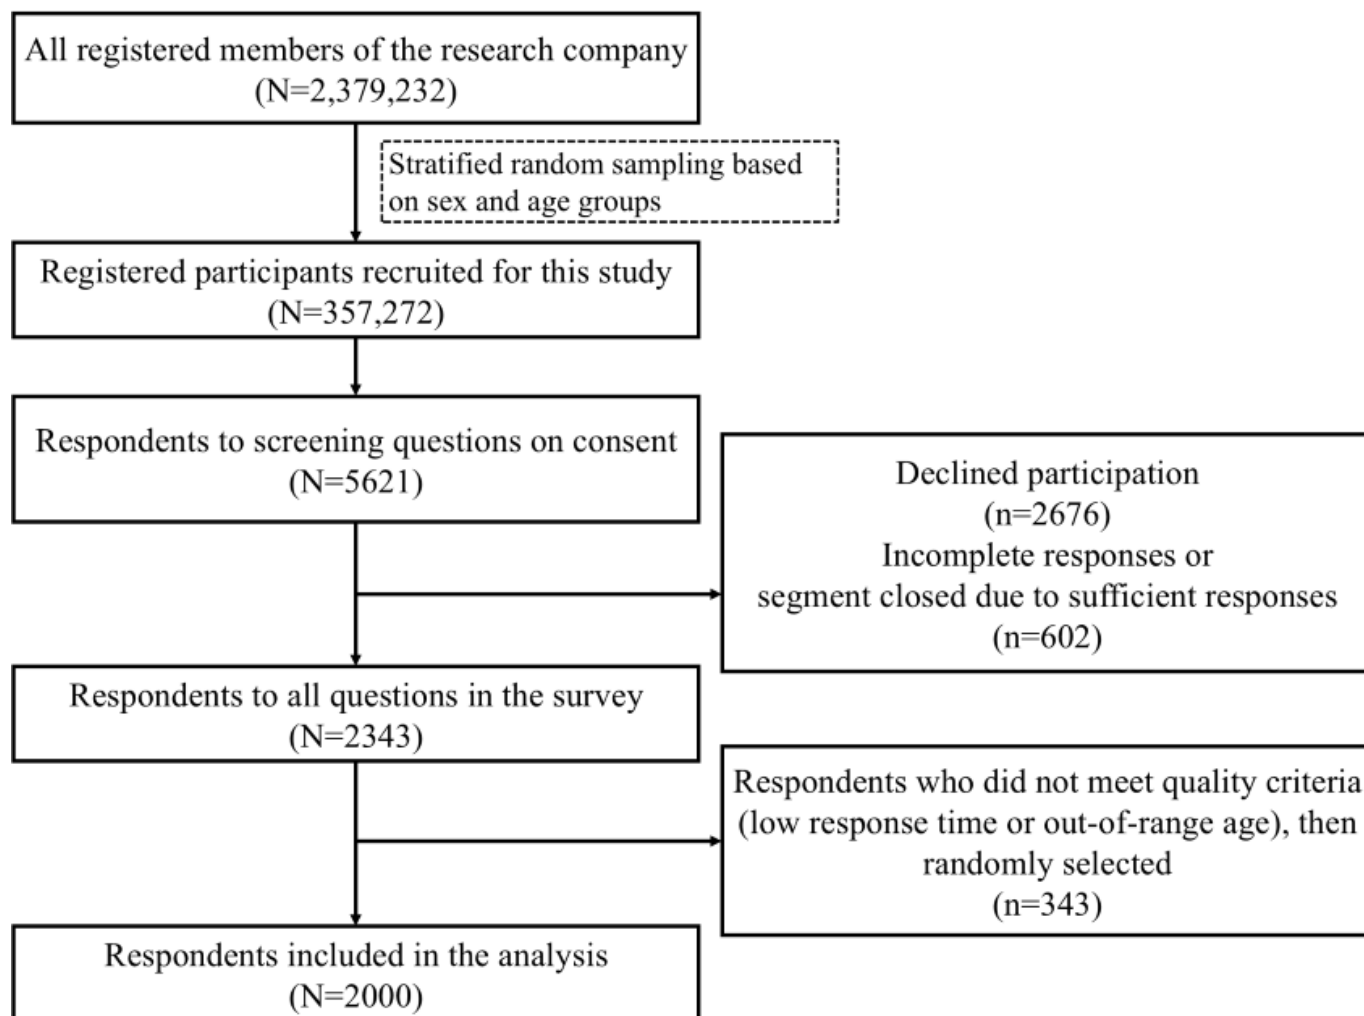 All registered members of the research company
(N=2,379,232)
Stratified random sampling based
on sex and age groups
Registered participants recruited for this study
(N=357,272)
Respondents to screening questions on consent
(N=5621)
Declined participation
(n=2676)
Incomplete responses or
segment closed due to sufficient responses
(n=602)
Respondents to all questions in the survey
(N=2343)
Respondents who did not meet quality criteria
(low response time or out-of-range age), then
randomly selected
(n=343)
Respondents included in the analysis
(N=2000)